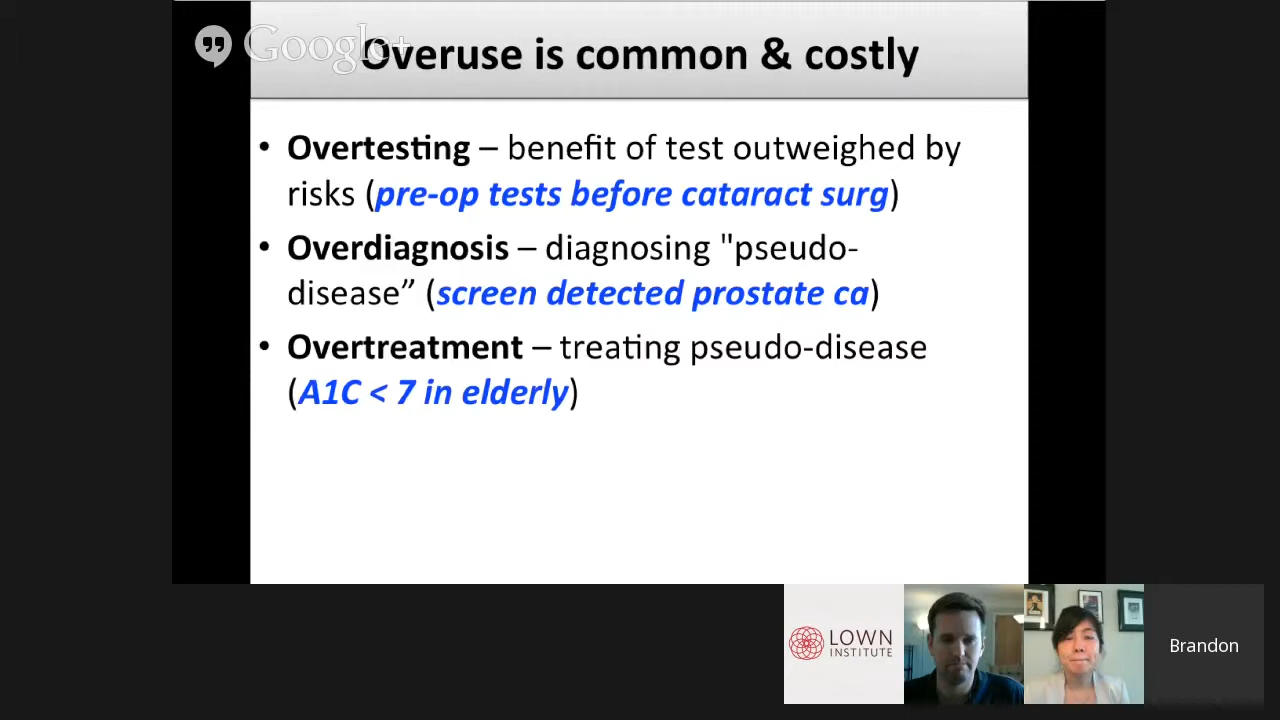 Google+
Overuse is common & costly
• Overtesting – benefit of test outweighed by
risks (pre-op tests before cataract surg)
• Overdiagnosis – diagnosing "pseudo-
disease” (screen detected prostate ca)
• Overtreatment – treating pseudo-disease
(A1C < 7 in elderly)
LOWN
INSTITUTE
Brandon